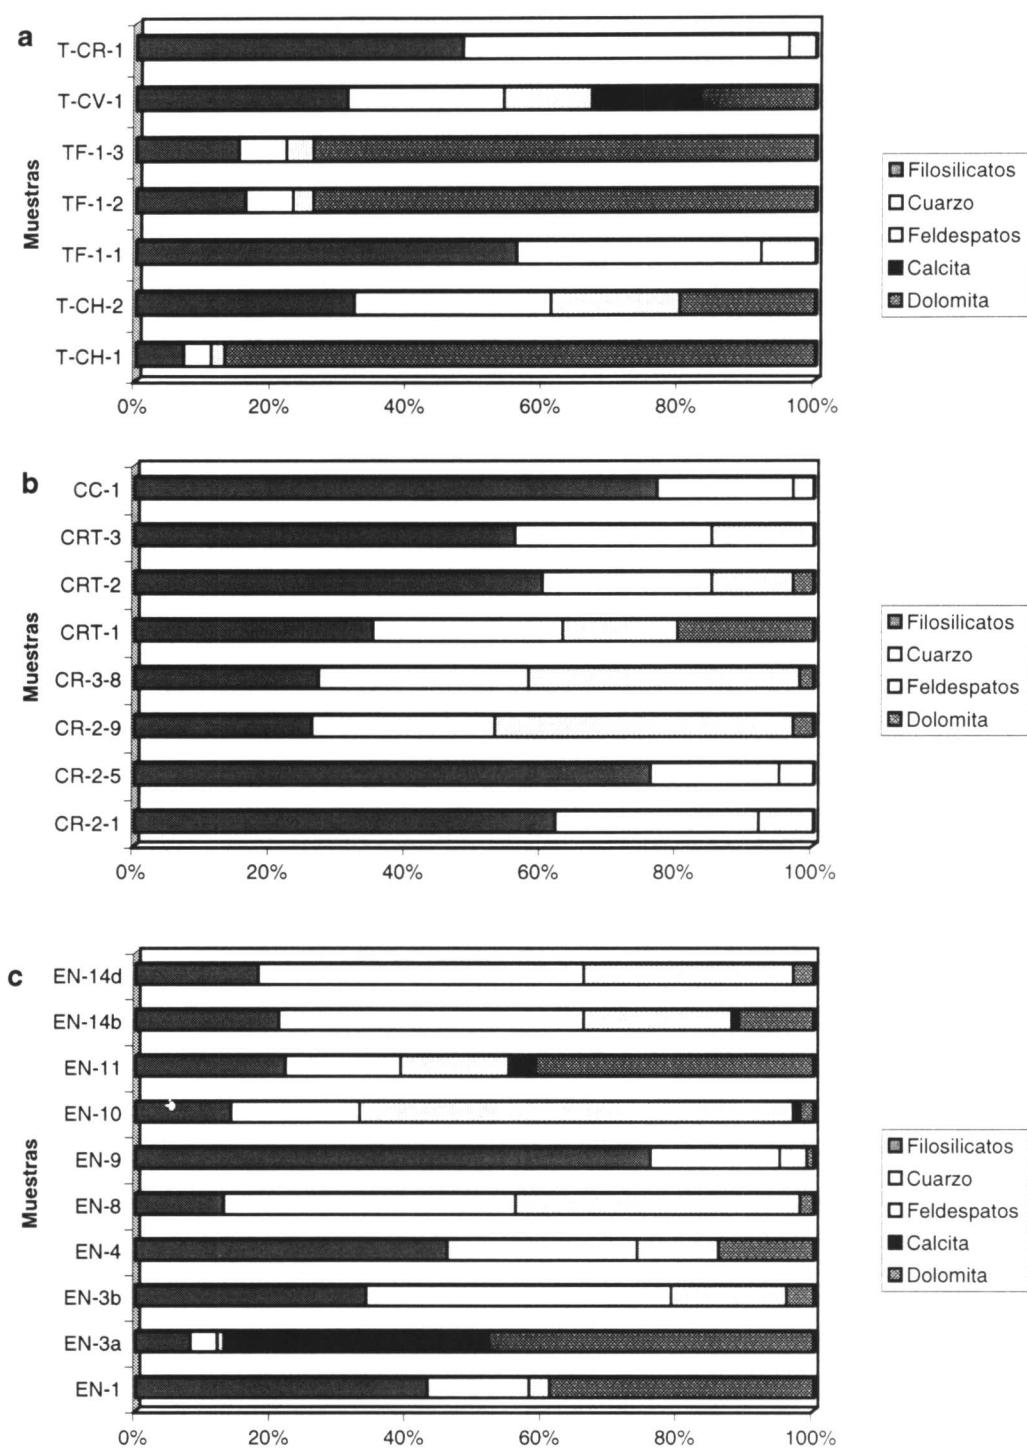 a
Muestras
T-CR-1
T-CV-1
TF-1-3
TF-1-2
TF-1-1
T-CH-2
T-CH-1
0% 20% 40% 60% 80% 100%
Filosilicatos
Cuarzo
Feldespatos
Calcita
Dolomita
b
Muestras
CC-1
CRT-3
CRT-2
CRT-1
CR-3-8
CR-2-9
CR-2-5
CR-2-1
0% 20% 40% 60% 80% 100%
Filosilicatos
Cuarzo
Feldespatos
Dolomita
c
Muestras
EN-14d
EN-14b
EN-11
EN-10
EN-9
EN-8
EN-4
EN-3b
EN-3a
EN-1
0% 20% 40% 60% 80% 100%
Filosilicatos
Cuarzo
Feldespatos
Calcita
Dolomita